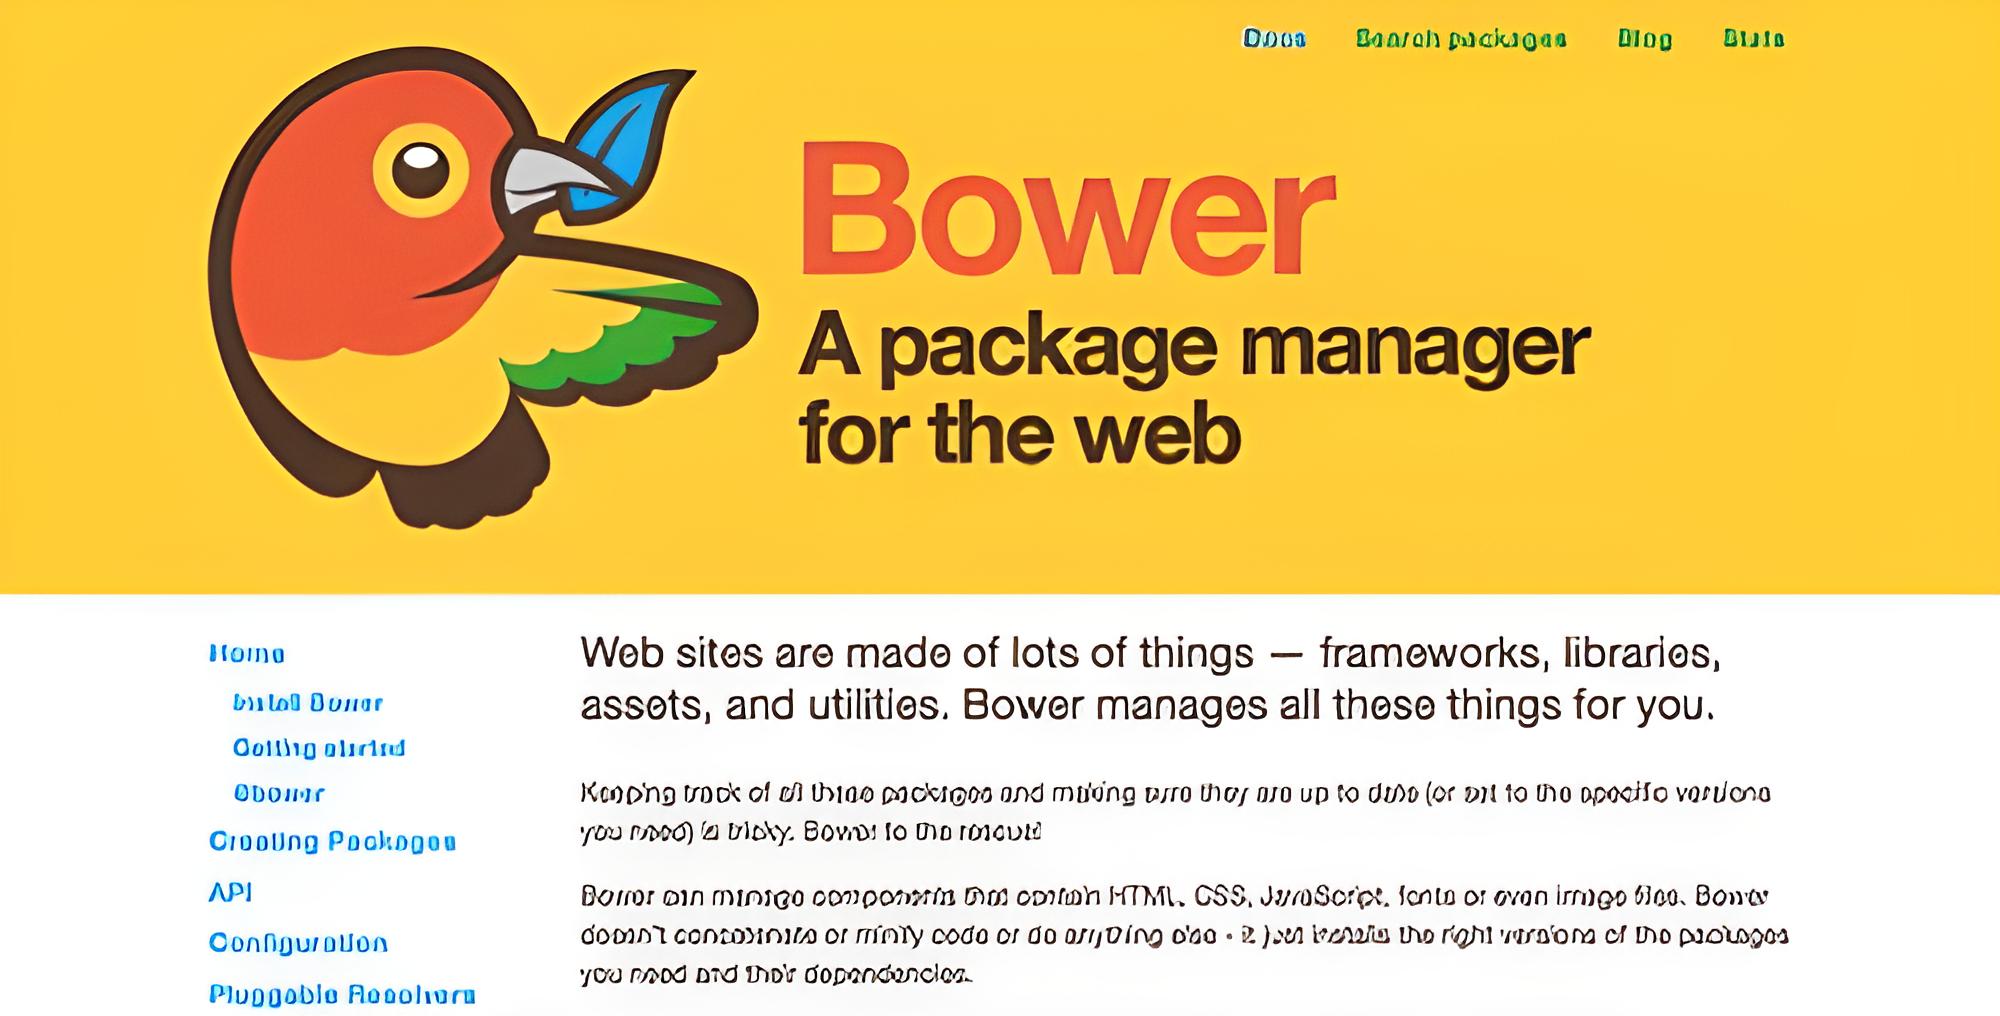 Docs Search packages Blog Stats
Bower
A package manager
for the web
Home
Install Bower
Getting started
Creating Packages
API
Configuration
Pluggable Resolvers
Web sites are made of lots of things — frameworks, libraries,
assets, and utilities. Bower manages all these things for you.
Keeping track of all these packages and making sure they are up to date (or set to the specific versions
you need) is tricky. Bower to the rescue!
Bower can manage components that contain HTML, CSS, JavaScript, fonts or even image files. Bower
doesn't concatenate or minify code or do anything else - it just installs the right versions of the packages
you need and their dependencies.